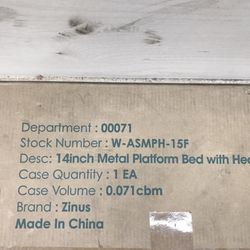 Department : 00071
Stock Number : W-ASMPH-15F
Desc: 14inch Metal Platform Bed with Hea
Case Quantity : 1 EA
Case Volume : 0.071cbm
Brand : Zinus
Made In China